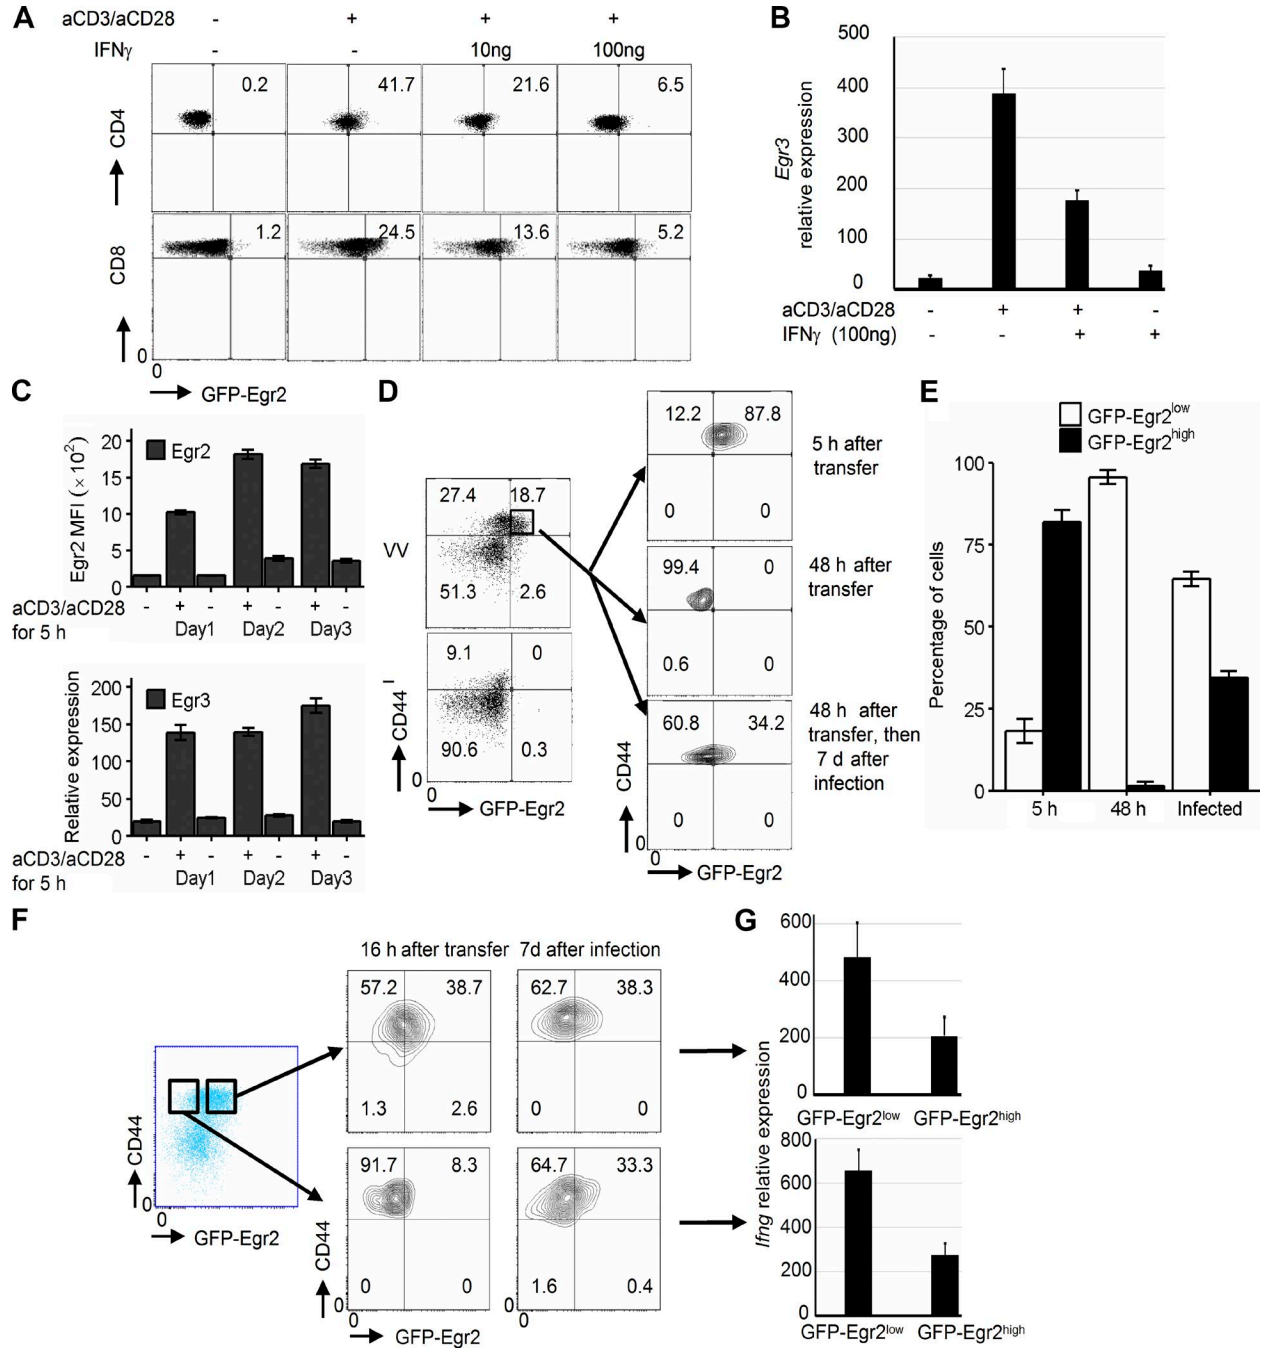 A
aCD3/aCD28 - + + +
IFNγ - - 10ng 100ng
CD4
0.2 41.7 21.6 6.5
CD8
1.2 24.5 13.6 5.2
0
0
GFP-Egr2
B
Egr3
relative expression
500
400
300
200
100
0
aCD3/aCD28 - + + -
IFNγ (100ng) - - + +
C
Egr2 MFI (×10²)
20
15
10
5
0
Egr2
aCD3/aCD28 - + - + - + -
for 5 h Day1 Day2 Day3
Relative expression
200
150
100
50
0
Egr3
aCD3/aCD28 - + - + - + -
for 5 h Day1 Day2 Day3
D
VV
27.4 18.7
51.3 2.6
–
9.1 0
90.6 0.3
CD44
0
0
GFP-Egr2
12.2 87.8
0 0
5 h after
transfer
99.4 0
0.6 0
48 h after
transfer
60.8 34.2
0 0
48 h after
transfer, then
7 d after
infection
CD44
0
0
GFP-Egr2
E
GFP-Egr2low
GFP-Egr2high
Percentage of cells
100
75
50
25
0
5 h 48 h Infected
F
16 h after transfer 7d after infection
CD44
0
0
GFP-Egr2
57.2 38.7
1.3 2.6
62.7 38.3
0 0
91.7 8.3
0 0
64.7 33.3
1.6 0.4
CD44
0
0 0
GFP-Egr2
G
Ifng relative expression
600
400
200
0
GFP-Egr2low GFP-Egr2high
800
600
400
200
0
GFP-Egr2low GFP-Egr2high